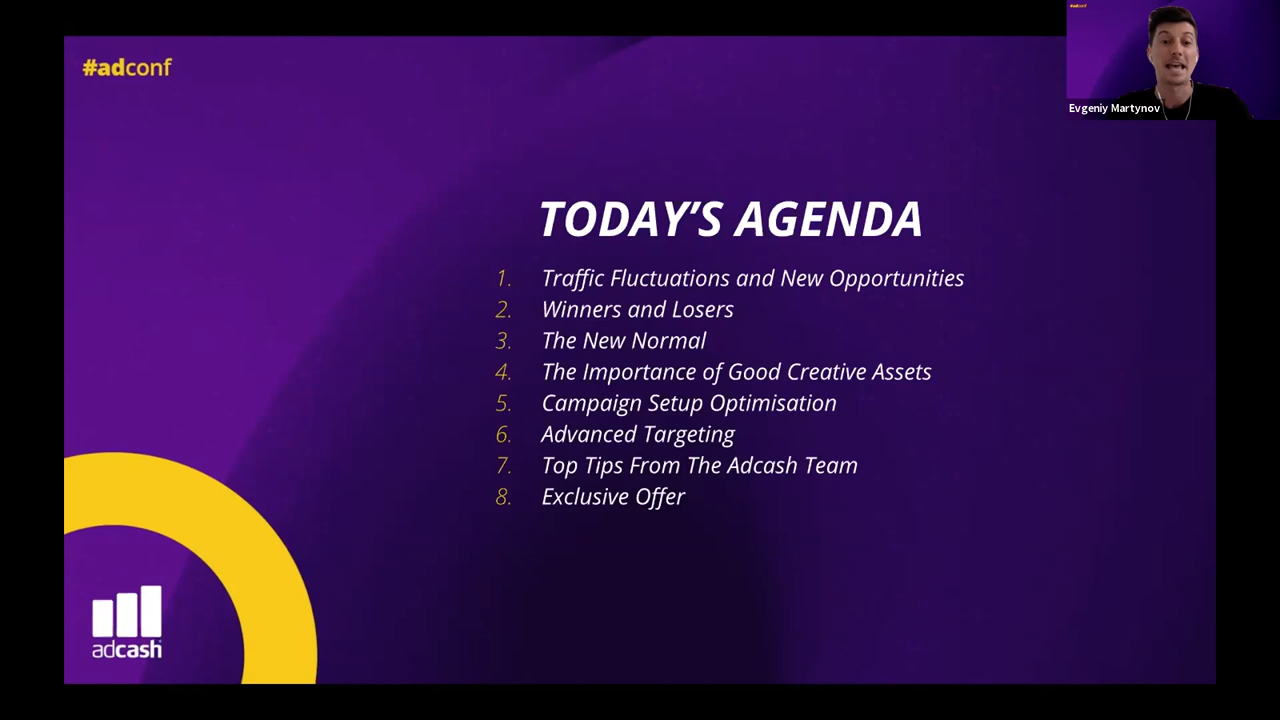 #adconf
Evgeniy Martynov
TODAY'S AGENDA
1. Traffic Fluctuations and New Opportunities
2. Winners and Losers
3. The New Normal
4. The Importance of Good Creative Assets
5. Campaign Setup Optimisation
6. Advanced Targeting
7. Top Tips From The Adcash Team
8. Exclusive Offer
adcash
#adconf